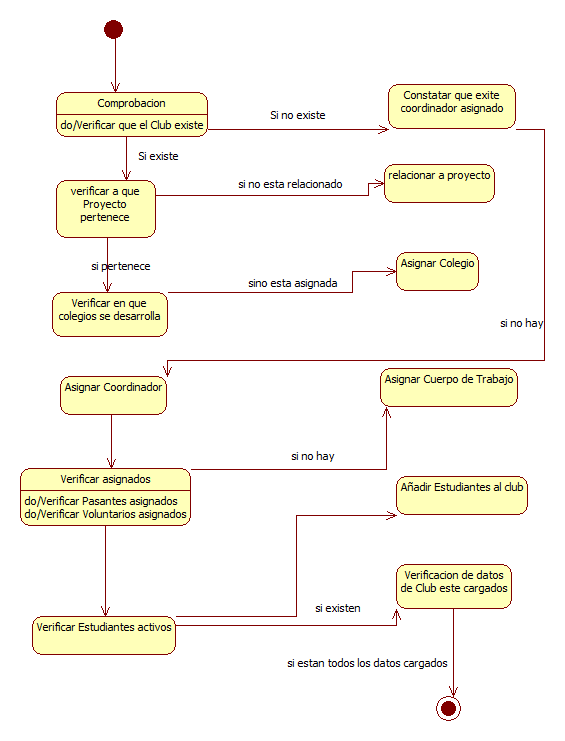 Comprobacion
do/Verificar que el Club existe
Si no existe
Constatar que exite
coordinador asignado
Si existe
verificar a que
Proyecto
pertenece
si no esta relacionado
relacionar a proyecto
si pertenece
Verificar en que
colegios se desarrolla
sino esta asignada
Asignar Colegio
si no hay
Asignar Coordinador
Asignar Cuerpo de Trabajo
Verificar asignados
do/Verificar Pasantes asignados
do/Verificar Voluntarios asignados
si no hay
Añadir Estudiantes al club
Verificar Estudiantes activos
si existen
Verificacion de datos
de Club este cargados
si estan todos los datos cargados